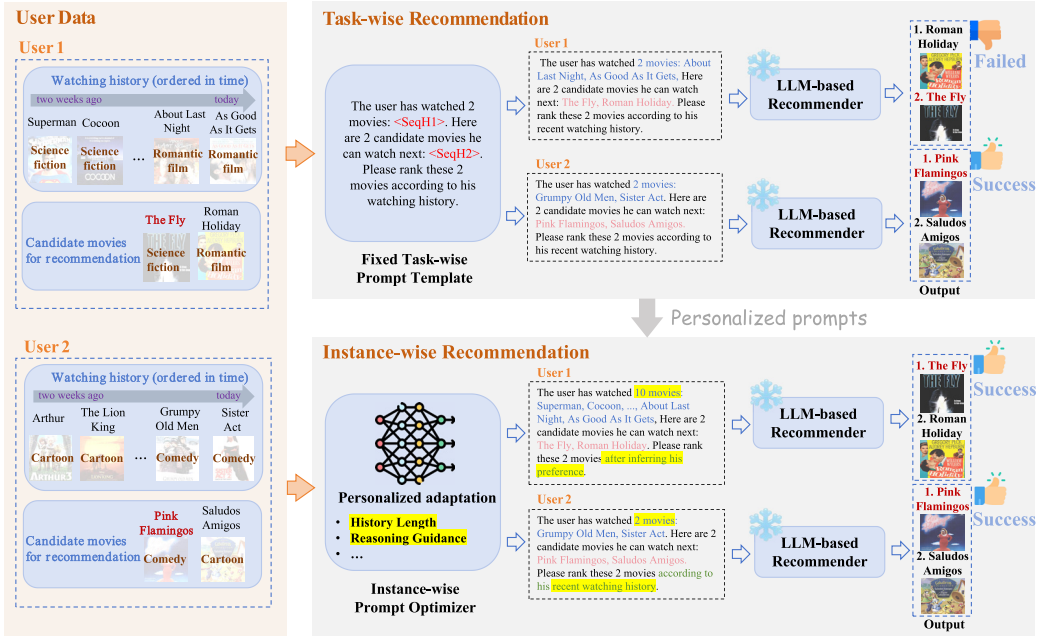 User Data
User 1
Watching history (ordered in time)
two weeks ago
today
Superman
Cocoon
About Last
Night
As Good
As It Gets
Science
fiction
Science
fiction
...
Romantic
film
Romantic
film
COCOON
The Fly
Roman
Holiday
Candidate movies
for recommendation
Science
fiction
Romantic
film
User 2
Watching history (ordered in time)
two weeks ago
today
Arthur
The Lion
King
Grumpy
Old Men
Sister
Act
Cartoon
Cartoon
...
Comedy
Comedy
ARTHUR3
Pink
Flamingos
Saludos
Amigos
Candidate movies
for recommendation
Comedy
Cartoon
Task-wise Recommendation
The user has watched 2
movies: <SeqH1>. Here
are 2 candidate movies he
can watch next: <SeqH2>.
Please rank these 2
movies according to his
watching history.
Fixed Task-wise
Prompt Template
User 1
The user has watched 2 movies: About
Last Night, As Good As It Gets, Here
are 2 candidate movies he can watch
next: The Fly, Roman Holiday. Please
rank these 2 movies according to his
recent watching history.
LLM-based
Recommender
1. Roman
Holiday
2. The Fly
Failed
User 2
The user has watched 2 movies:
Grumpy Old Men, Sister Act. Here are
2 candidate movies he can watch next:
Pink Flamingos, Saludos Amigos.
Please rank these 2 movies according to
his recent watching history.
LLM-based
Recommender
1. Pink
Flamingos
2. Saludos
Amigos
Success
Output
Personalized prompts
Instance-wise Recommendation
Personalized adaptation
• History Length
• Reasoning Guidance
• ...
Instance-wise
Prompt Optimizer
User 1
The user has watched 10 movies:
Superman, Cocoon, ..., About Last
Night, As Good As It Gets, Here are 2
candidate movies he can watch next:
The Fly, Roman Holiday. Please rank
these 2 movies after inferring his
preference.
LLM-based
Recommender
1. The Fly
THE FLY
2. Roman
Holiday
Success
User 2
The user has watched 2 movies:
Grumpy Old Men, Sister Act. Here are 2
candidate movies he can watch next:
Pink Flamingos, Saludos Amigos.
Please rank these 2 movies according to
his recent watching history.
LLM-based
Recommender
1. Pink
Flamingos
2. Saludos
Amigos
Success
Output